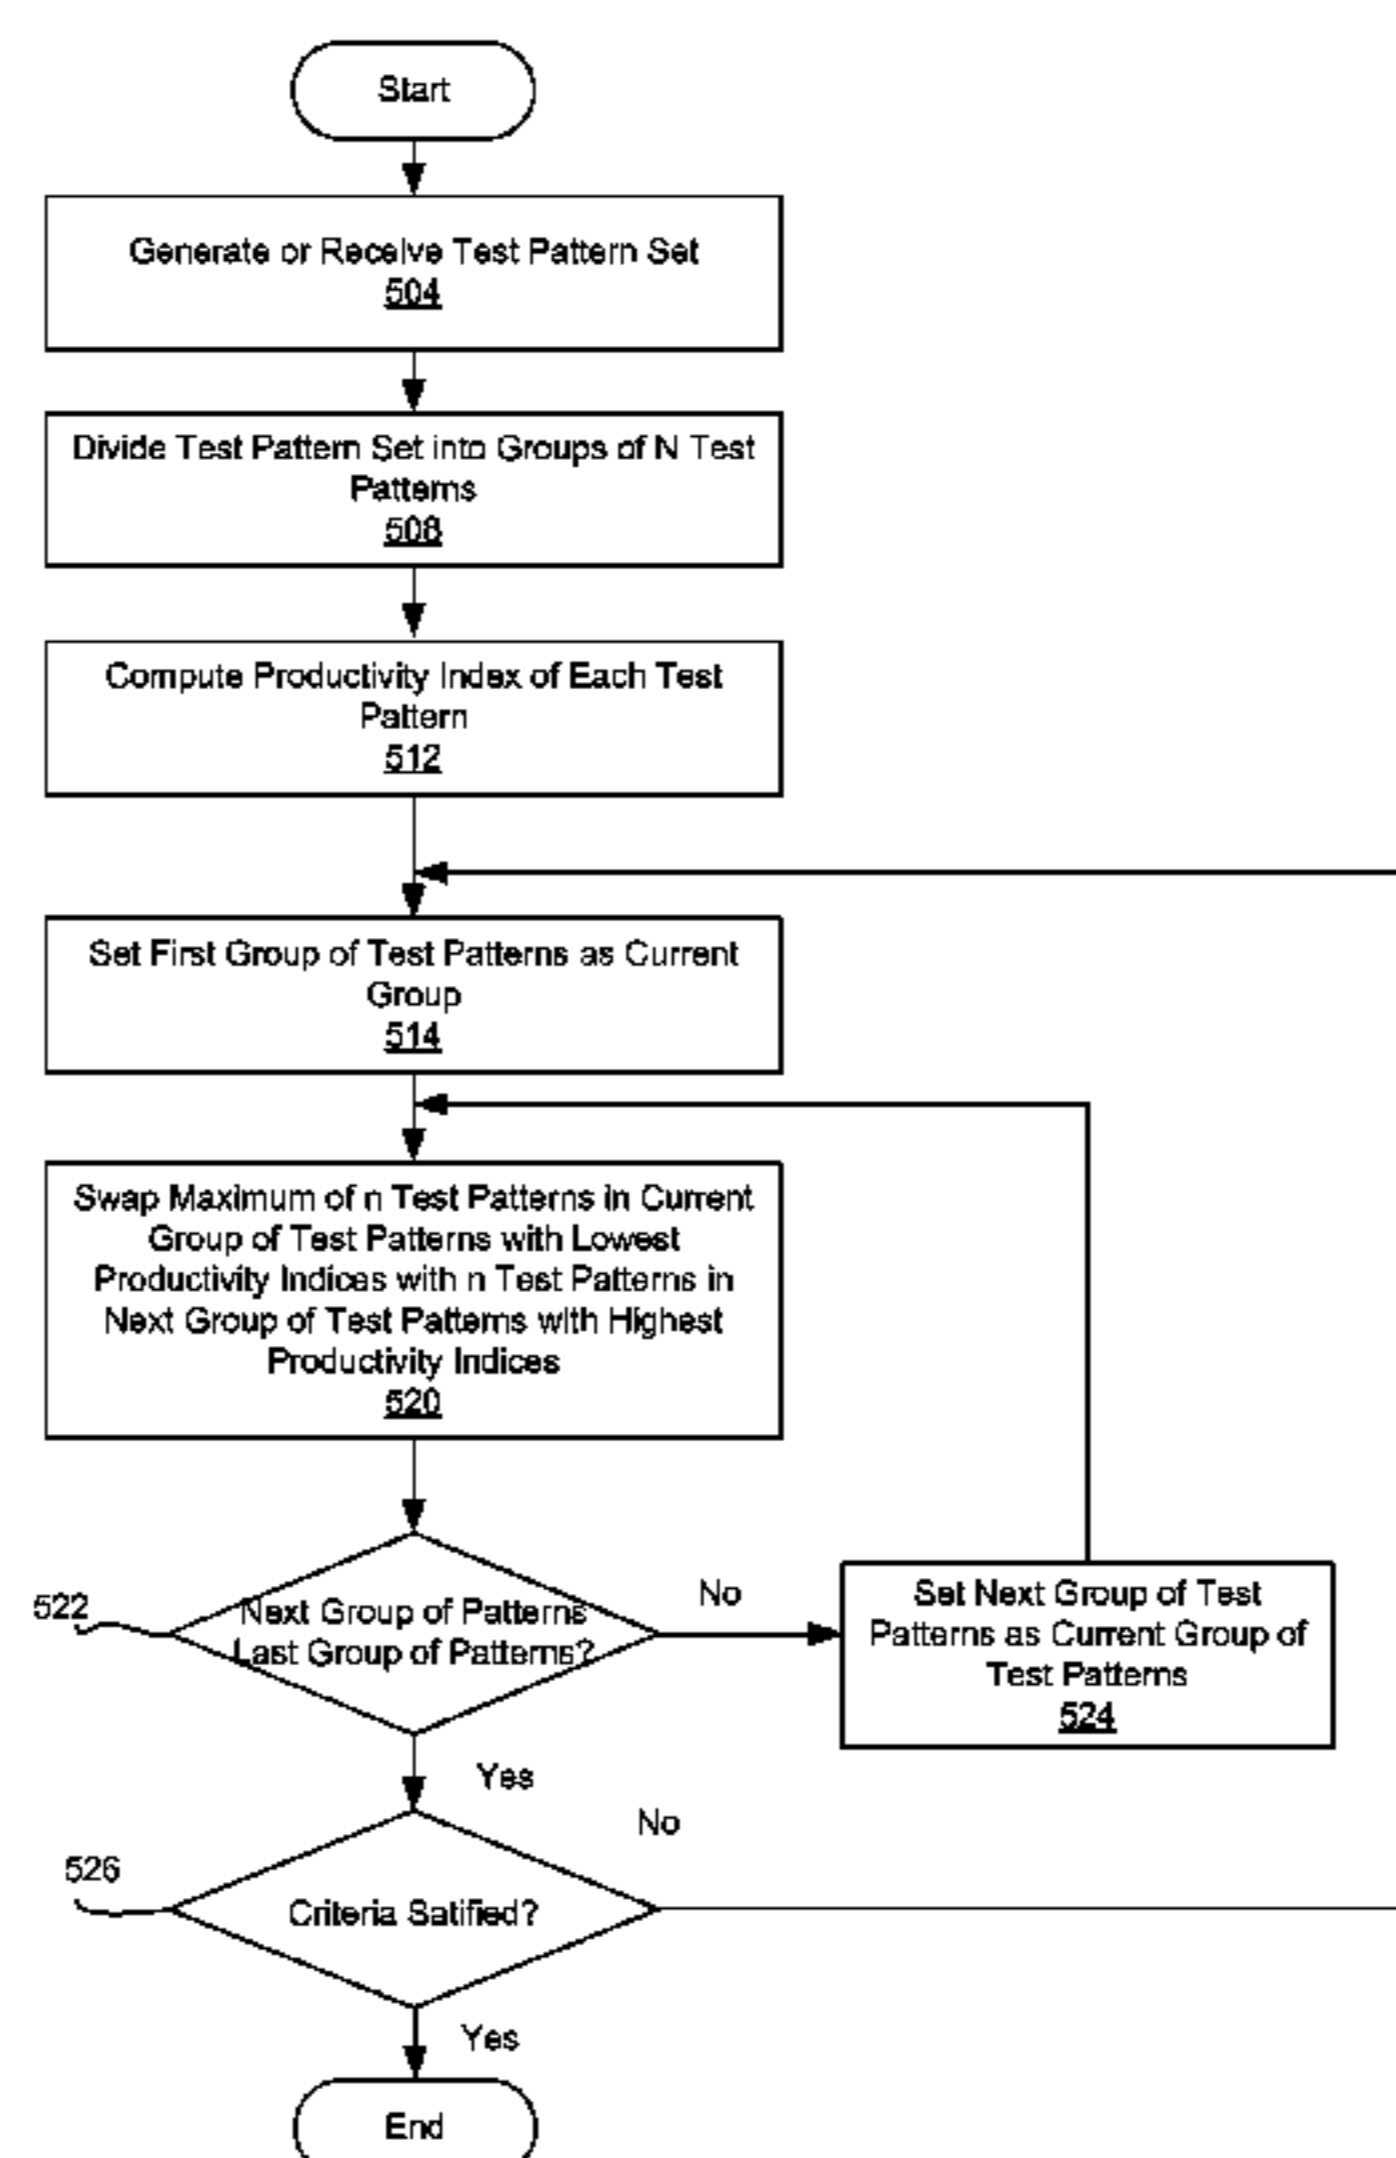 Start
Generate or Receive Test Pattern Set
504
Divide Test Pattern Set into Groups of N Test
Patterns
508
Compute Productivity Index of Each Test
Pattern
512
Set First Group of Test Patterns as Current
Group
514
Swap Maximum of n Test Patterns in Current
Group of Test Patterns with Lowest
Productivity Indices with n Test Patterns in
Next Group of Test Patterns with Highest
Productivity Indices
520
522
Next Group of Patterns
Last Group of Patterns?
No
Set Next Group of Test
Patterns as Current Group of
Test Patterns
524
Yes
No
526
Criteria Satified?
Yes
End